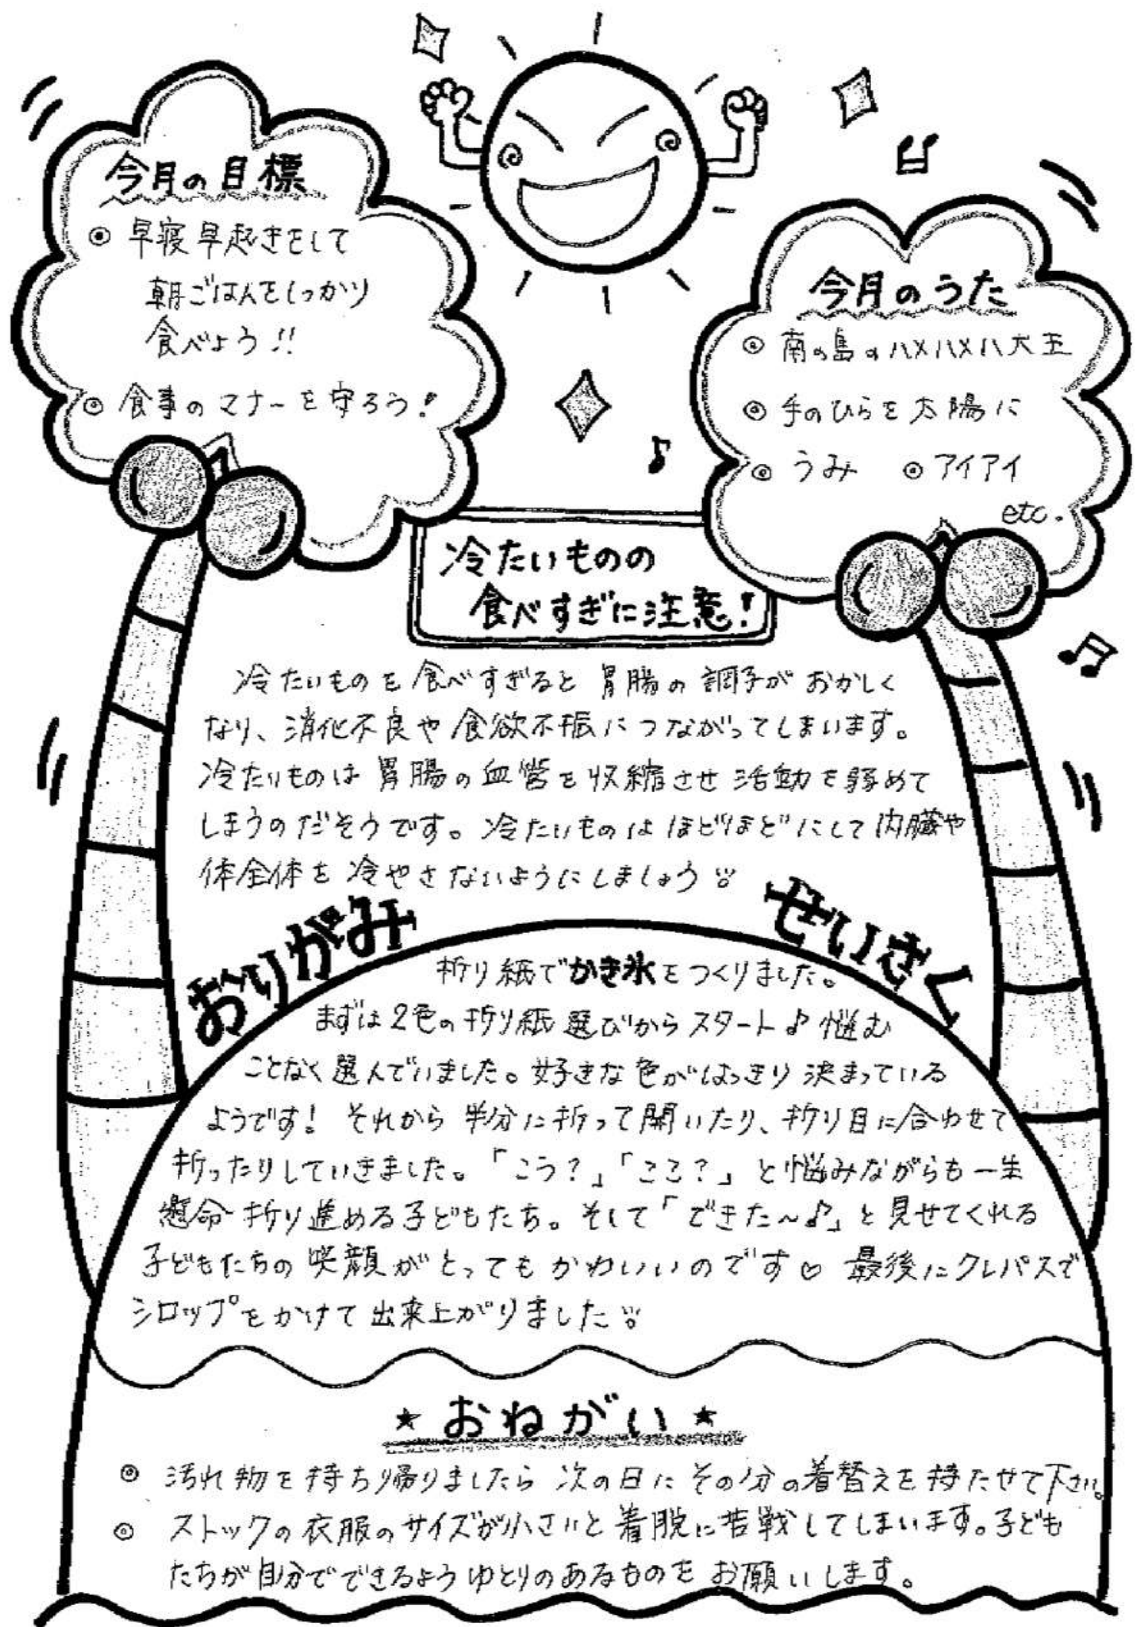 今月の目標
◎ 早寝早起きをして
朝ごはんをしっかり
食べよう!!
◎ 食事のマナーを守ろう!
今月のうた
◎ 南の島のハメハメハ大王
◎ 手のひらを太陽に
◎ うみ ◎ アイアイ
etc.
冷たいものの
食べすぎに注意!
冷たいものを食べすぎると胃腸の調子がおかしく
なり、消化不良や食欲不振につながってしまいます。
冷たいものは胃腸の血管を収縮させ活動を弱めて
しまうのだそうです。冷たいものはほどほどにして内臓や
体全体を冷やさないようにしましょう
おりがみ せいさく
折り紙でかき氷をつくりました。
まずは2色の折り紙選びからスタート♪悩む
ことなく選んでいました。好きな色がはっきり決まっている
ようです! それから半分に折って開いたり、折り目に合わせて
折ったりしていきました。「こう?」「ここ?」と悩みながらも一生
懸命折り進める子どもたち。そして「できた〜♪」と見せてくれる
子どもたちの笑顔がとってもかわいいのです♡ 最後にクレパスで
シロップをかけて出来上がりました
★おねがい★
◎ 汚れ物を持ち帰りましたら次の日にその分の着替えを持たせて下さい。
◎ ストックの衣服のサイズが小さいと着脱に苦戦してしまいます。子ども
たちが自分でできるようゆとりのあるものをお願いします。